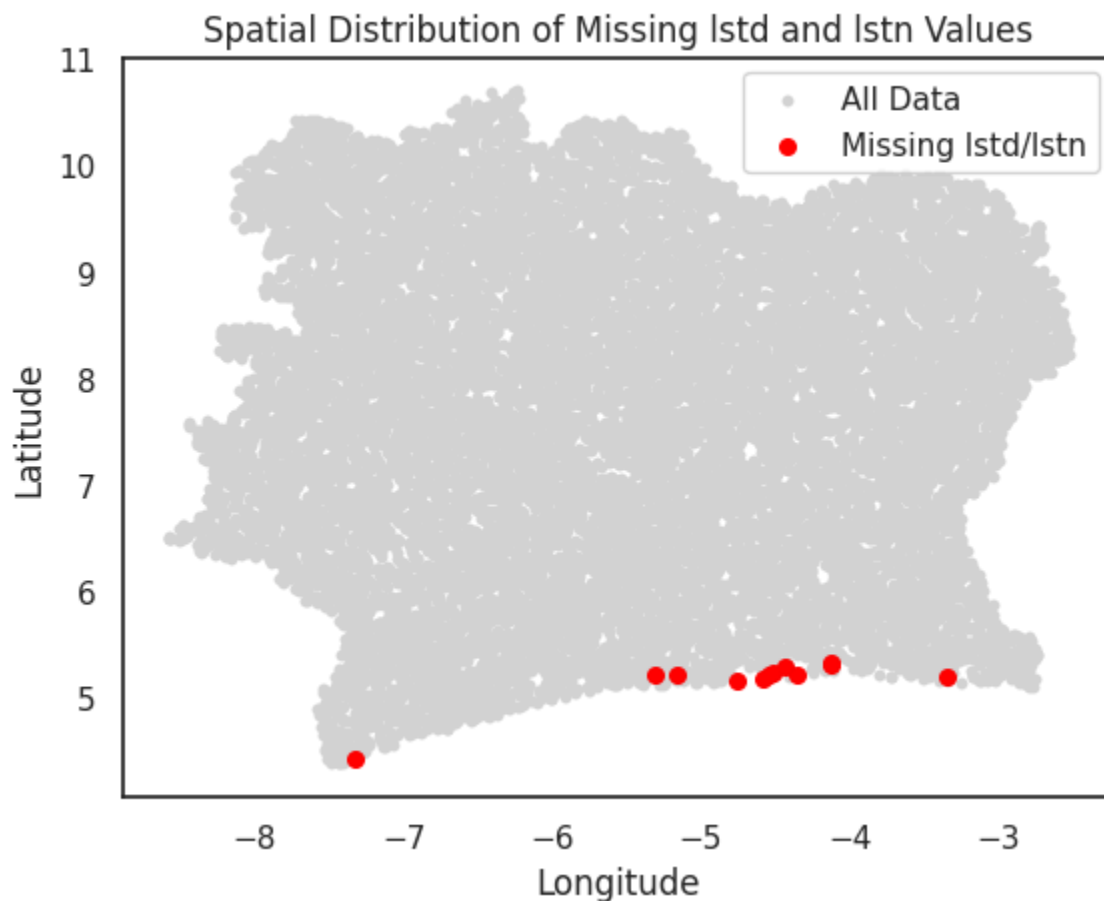 Spatial Distribution of Missing lstd and lstn Values
All Data
Missing lstd/lstn
11
10
9
8
7
6
5
Latitude
−8
−7
−6
−5
−4
−3
Longitude